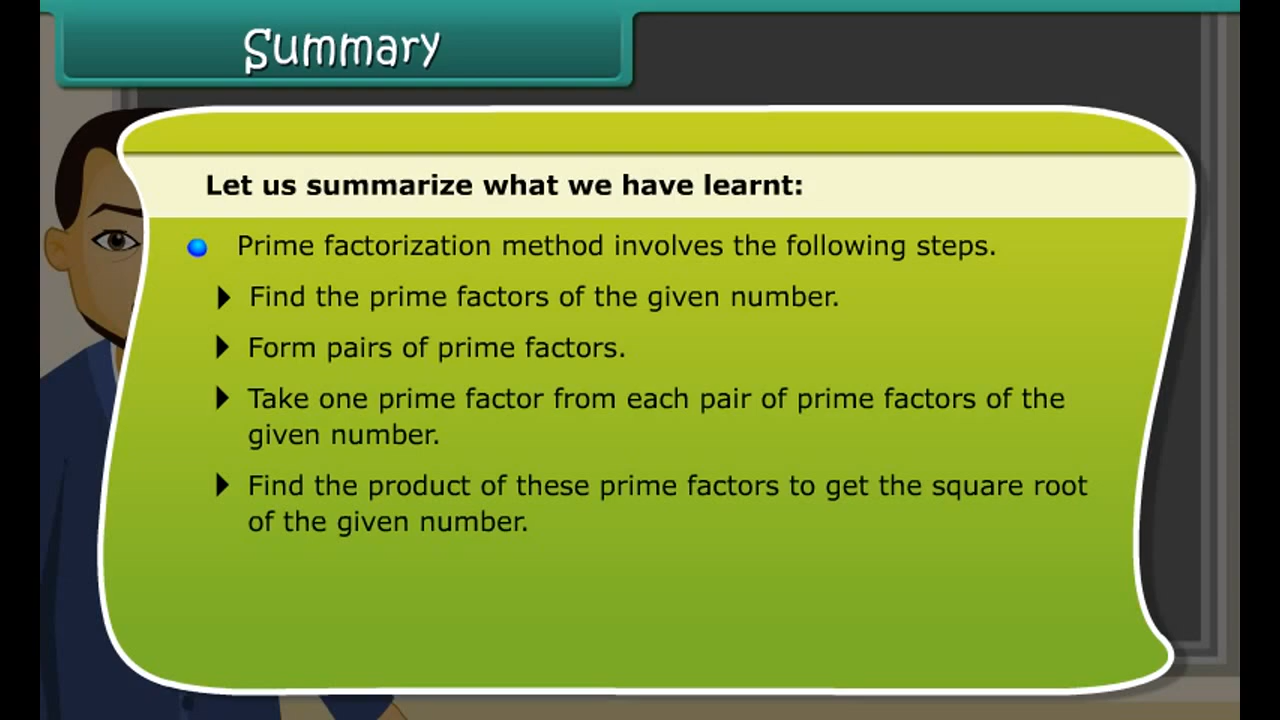 Summary
Let us summarize what we have learnt:
Prime factorization method involves the following steps.
Find the prime factors of the given number.
Form pairs of prime factors.
Take one prime factor from each pair of prime factors of the
given number.
Find the product of these prime factors to get the square root
of the given number.